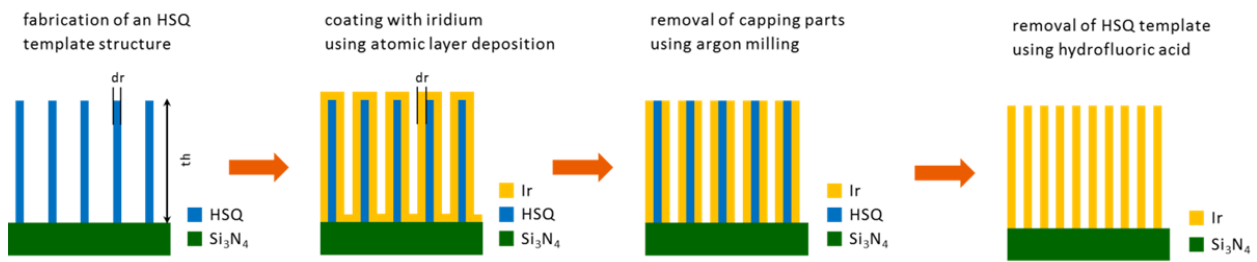 fabrication of an HSQ
template structure
dr
th
HSQ
Si₃N₄
coating with iridium
using atomic layer deposition
dr
Ir
HSQ
Si₃N₄
removal of capping parts
using argon milling
Ir
HSQ
Si₃N₄
removal of HSQ template
using hydrofluoric acid
Ir
Si₃N₄